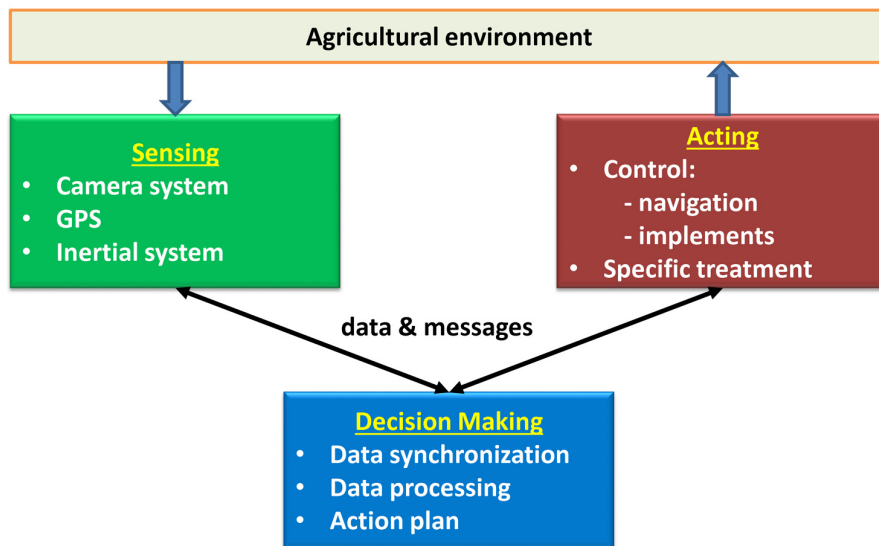 Agricultural environment
Sensing
• Camera system
• GPS
• Inertial system
Acting
• Control:
- navigation
- implements
• Specific treatment
data & messages
Decision Making
• Data synchronization
• Data processing
• Action plan